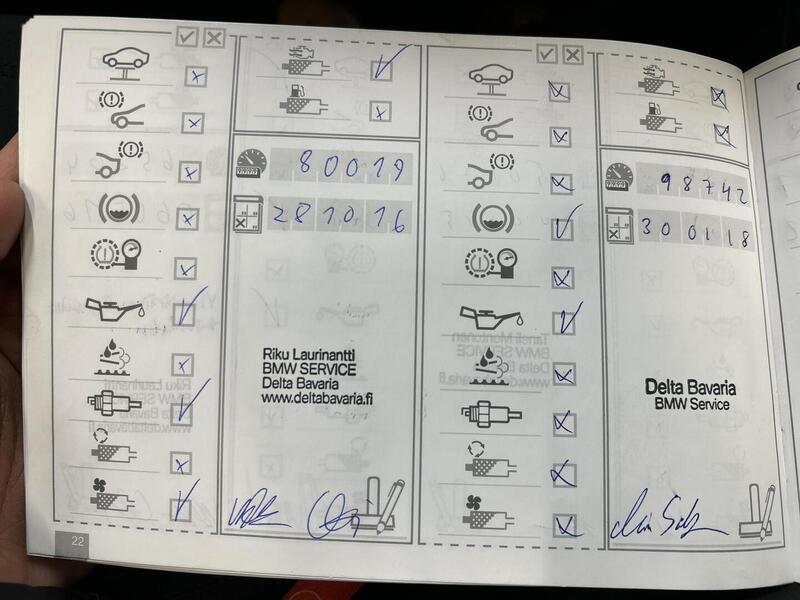 80019
281016
Riku Laurinantti
BMW SERVICE
Delta Bavaria
www.deltabavaria.fi
98742
300118
Delta Bavaria
BMW Service
22